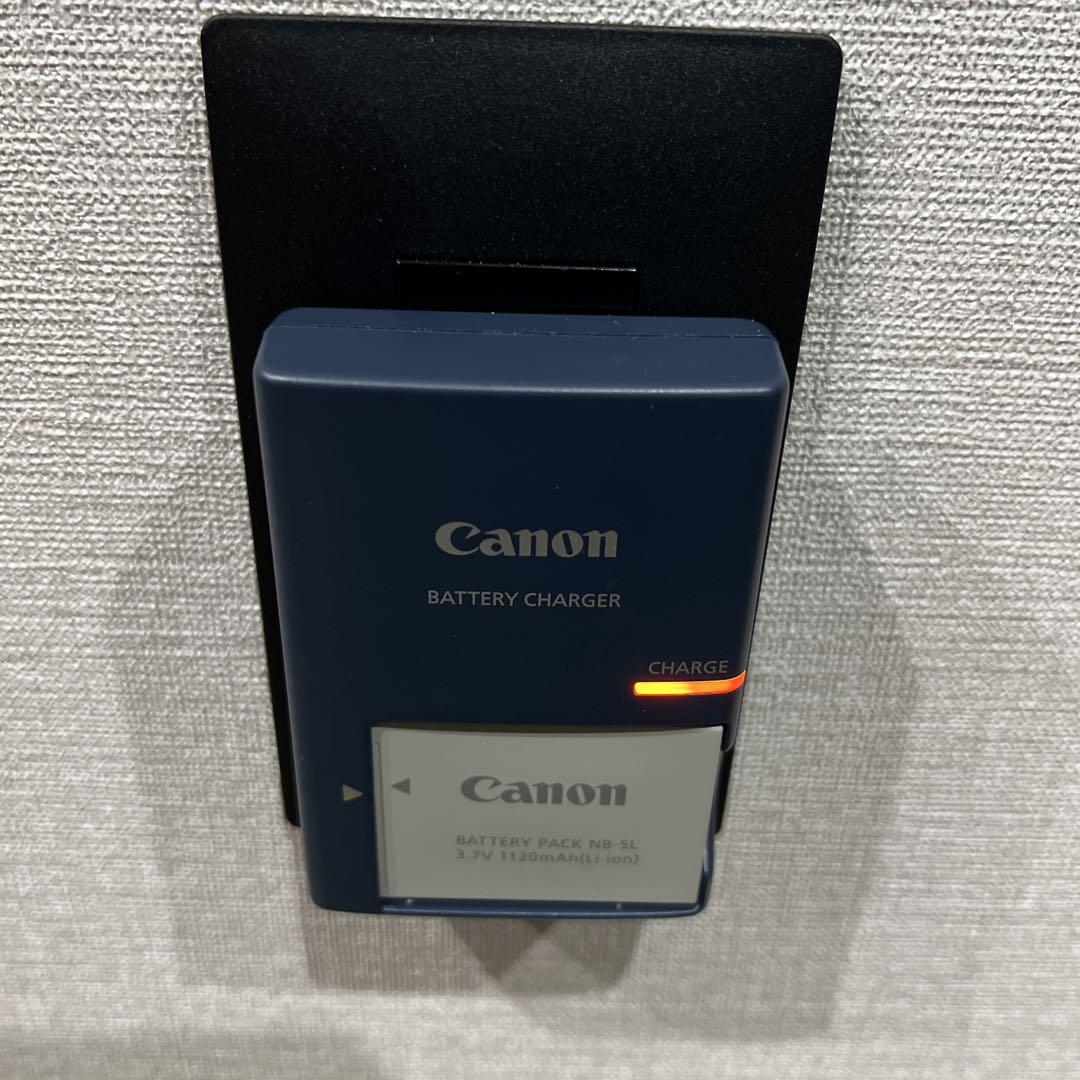 Canon
BATTERY CHARGER
CHARGE
Canon
BATTERY PACK NB-5L
3.7V 1120mAh(Li-ion)